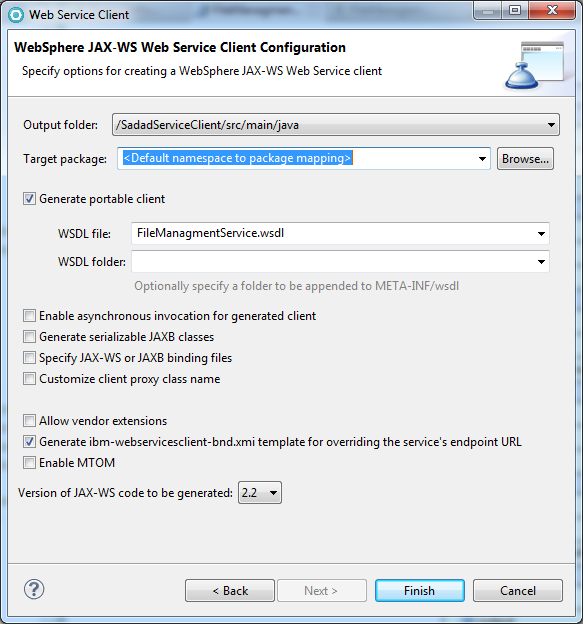 Web Service Client
WebSphere JAX-WS Web Service Client Configuration
Specify options for creating a WebSphere JAX-WS Web Service client
Output folder: /SadadServiceClient/src/main/java
Target package: <Default namespace to package mapping> Browse...
Generate portable client
WSDL file: FileManagmentService.wsdl
WSDL folder:
Optionally specify a folder to be appended to META-INF/wsdl
Enable asynchronous invocation for generated client
Generate serializable JAXB classes
Specify JAX-WS or JAXB binding files
Customize client proxy class name
Allow vendor extensions
Generate ibm-webservicesclient-bnd.xmi template for overriding the service's endpoint URL
Enable MTOM
Version of JAX-WS code to be generated: 2.2
? < Back Next > Finish Cancel